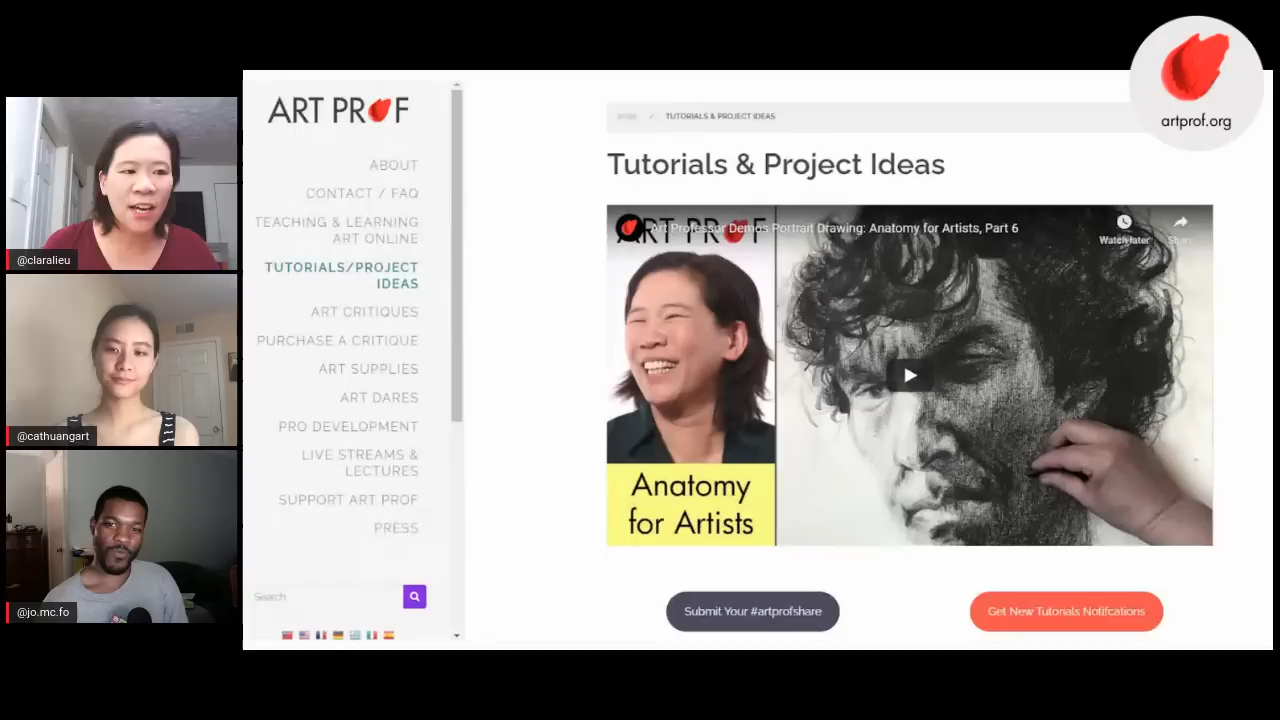 @claralieu
@cathuangart
@jo.mc.fo
ART PROF
ABOUT
CONTACT / FAQ
TEACHING & LEARNING
ART ONLINE
TUTORIALS/PROJECT
IDEAS
ART CRITIQUES
PURCHASE A CRITIQUE
ART SUPPLIES
ART DARES
PRO DEVELOPMENT
LIVE STREAMS &
LECTURES
SUPPORT ART PROF
PRESS
Search
HOME / TUTORIALS & PROJECT IDEAS
Tutorials & Project Ideas
ART PROF
Art Professor Demos Portrait Drawing: Anatomy for Artists, Part 6
Watch later
Share
Anatomy
for Artists
Submit Your #artprofshare
Get New Tutorials Notifcations
artprof.org